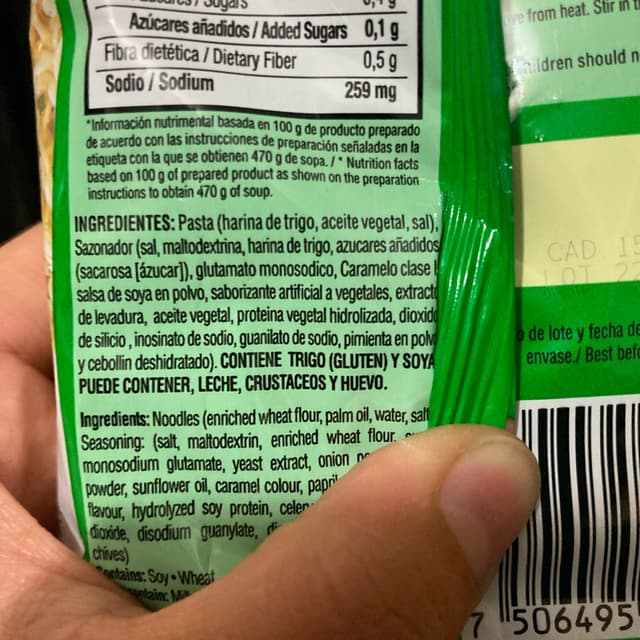 Azúcares añadidos / Added Sugars 0,1 g
Fibra dietética / Dietary Fiber 0,5 g
Sodio / Sodium 259 mg
*Información nutrimental basada en 100 g de producto preparado
de acuerdo con las instrucciones de preparación señaladas en la
etiqueta con la que se obtienen 470 g de sopa. / * Nutrition facts
based on 100 g of prepared product as shown on the preparation
instructions to obtain 470 g of soup.
INGREDIENTES: Pasta (harina de trigo, aceite vegetal, sal),
Sazonador (sal, maltodextrina, harina de trigo, azucares añadidos
(sacarosa [ázucar]), glutamato monosodico, Caramelo clase
salsa de soya en polvo, saborizante artificial a vegetales, extracto
de levadura, aceite vegetal, proteina vegetal hidrolizada, dioxido
de silicio, inosinato de sodio, guanilato de sodio, pimienta en polvo
y cebollin deshidratado). CONTIENE TRIGO (GLUTEN) Y SOYA
PUEDE CONTENER, LECHE, CRUSTACEOS Y HUEVO.
Ingredients: Noodles (enriched wheat flour, palm oil, water, salt
Seasoning: (salt, maltodextrin, enriched wheat flour,
monosodium glutamate, yeast extract, onion
powder, sunflower oil, caramel colour,
flavour, hydrolyzed soy protein,
dioxide, disodium guanylate,
chives)
Contains: Soy • Wheat
from heat. Stir in
should
CAD 15
LOT
de lote y fecha de
envase./ Best
7 506495